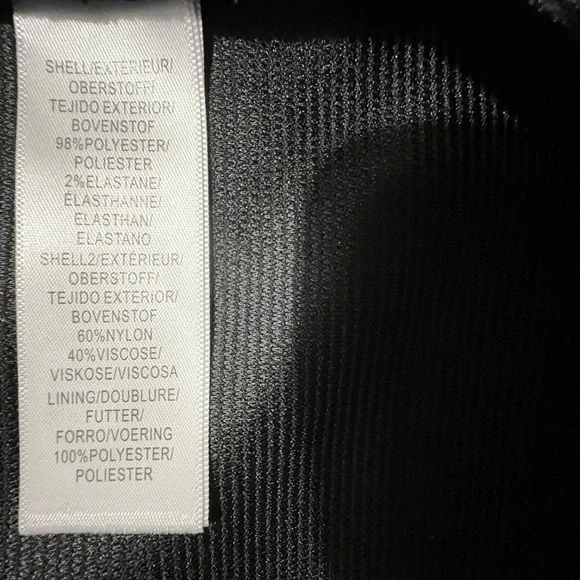 SHELL/EXTERIEUR/
OBERSTOFF/
TEJIDO EXTERIOR/
BOVENSTOF
98%POLYESTER/
POLIESTER
2%ELASTANE/
ÉLASTHANNE/
ELASTHAN/
ELASTANO
SHELL2/EXTÉRIEUR/
OBERSTOFF/
TEJIDO EXTERIOR/
BOVENSTOF
60%NYLON
40%VISCOSE/
VISKOSE/VISCOSA
LINING/DOUBLURE/
FUTTER/
FORRO/VOERING
100%POLYESTER/
POLIESTER